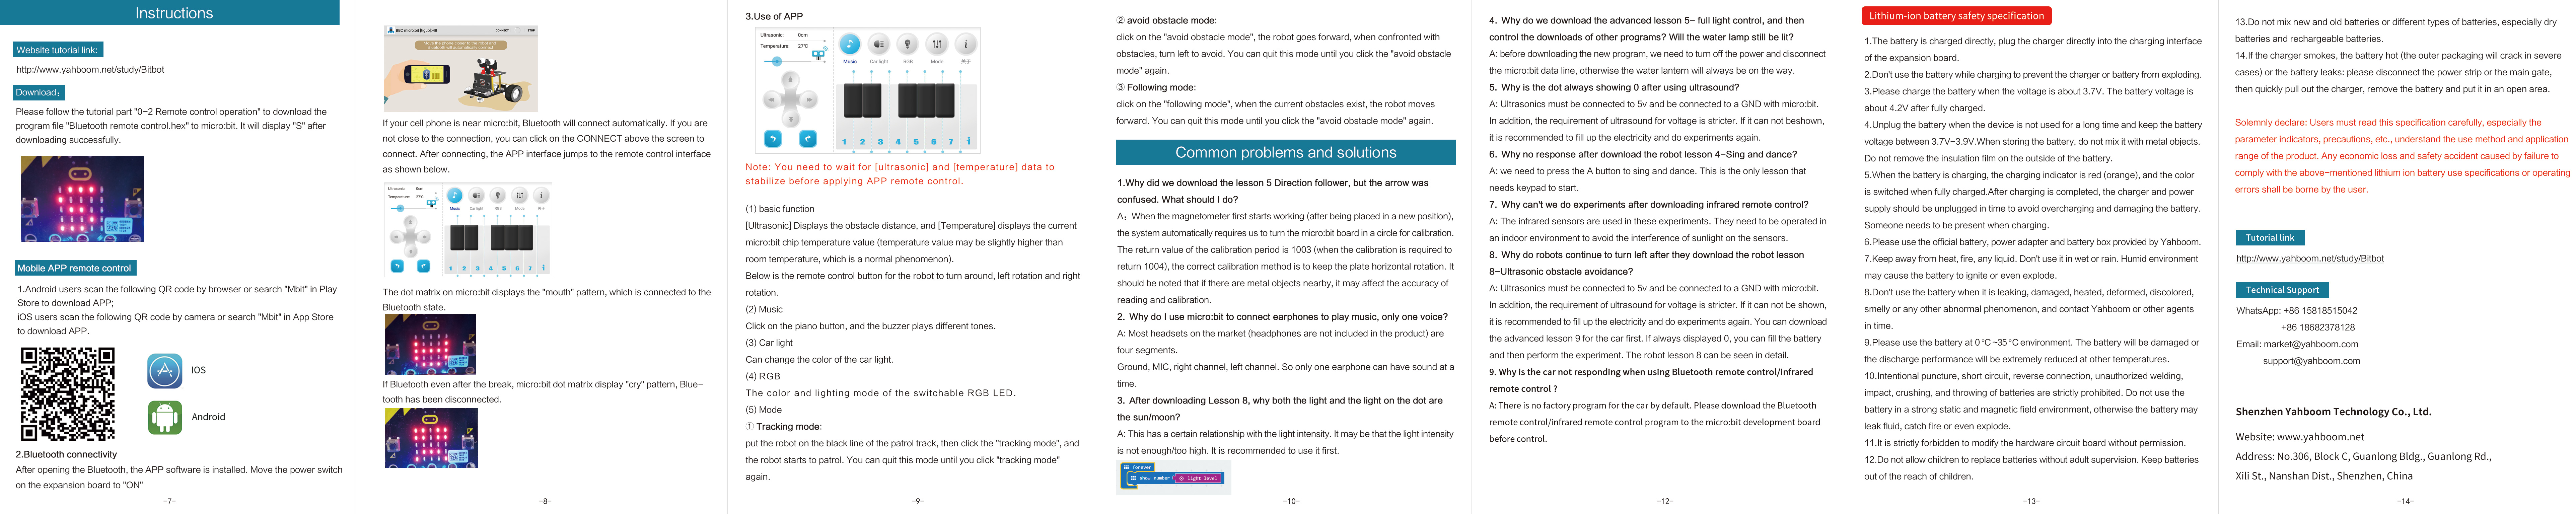 Instructions
Website tutorial link:
http://www.yahboom.net/study/Bitbot
Download:
Please follow the tutorial part "0-2 Remote control operation" to download the
program file "Bluetooth remote control.hex" to micro:bit. It will display "S" after
downloading successfully.
Mobile APP remote control
1.Android users scan the following QR code by browser or search "Mbit" in Play
Store to download APP;
iOS users scan the following QR code by camera or search "Mbit" in App Store
to download APP.
IOS
Android
2.Bluetooth connectivity
After opening the Bluetooth, the APP software is installed. Move the power switch
on the expansion board to "ON"
-7-
BBC micro:bit [tigup]-48
CONNECT
STOP
Bluetooth will automatically connect
If your cell phone is near micro:bit, Bluetooth will connect automatically. If you are
not close to the connection, you can click on the CONNECT above the screen to
connect. After connecting, the APP interface jumps to the remote control interface
as shown below.
Ultrasonic: 0cm
Temperature: 27℃
Music Car light RGB Mode 关于
1 2 3 4 5 6 7 i
The dot matrix on micro:bit displays the "mouth" pattern, which is connected to the
Bluetooth state.
If Bluetooth even after the break, micro:bit dot matrix display "cry" pattern, Blue-
tooth has been disconnected.
-8-
3.Use of APP
Ultrasonic: 0cm
Temperature: 27℃
Music Car light RGB Mode 关于
1 2 3 4 5 6 7 i
Note: You need to wait for [ultrasonic] and [temperature] data to
stabilize before applying APP remote control.
(1) basic function
[Ultrasonic] Displays the obstacle distance, and [Temperature] displays the current
micro:bit chip temperature value (temperature value may be slightly higher than
room temperature, which is a normal phenomenon).
Below is the remote control button for the robot to turn around, left rotation and right
rotation.
(2) Music
Click on the piano button, and the buzzer plays different tones.
(3) Car light
Can change the color of the car light.
(4) RGB
The color and lighting mode of the switchable RGB LED.
(5) Mode
① Tracking mode:
put the robot on the black line of the patrol track, then click the "tracking mode", and
the robot starts to patrol. You can quit this mode until you click "tracking mode"
again.
-9-
② avoid obstacle mode:
click on the "avoid obstacle mode", the robot goes forward, when confronted with
obstacles, turn left to avoid. You can quit this mode until you click the "avoid obstacle
mode" again.
③ Following mode:
click on the "following mode", when the current obstacles exist, the robot moves
forward. You can quit this mode until you click the "avoid obstacle mode" again.
Common problems and solutions
1.Why did we download the lesson 5 Direction follower, but the arrow was
confused. What should I do?
A: When the magnetometer first starts working (after being placed in a new position),
the system automatically requires us to turn the micro:bit board in a circle for calibration.
The return value of the calibration period is 1003 (when the calibration is required to
return 1004), the correct calibration method is to keep the plate horizontal rotation. It
should be noted that if there are metal objects nearby, it may affect the accuracy of
reading and calibration.
2. Why do I use micro:bit to connect earphones to play music, only one voice?
A: Most headsets on the market (headphones are not included in the product) are
four segments.
Ground, MIC, right channel, left channel. So only one earphone can have sound at a
time.
3. After downloading Lesson 8, why both the light and the light on the dot are
the sun/moon?
A: This has a certain relationship with the light intensity. It may be that the light intensity
is not enough/too high. It is recommended to use it first.
forever
show number light level
-10-
4. Why do we download the advanced lesson 5- full light control, and then
control the downloads of other programs? Will the water lamp still be lit?
A: before downloading the new program, we need to turn off the power and disconnect
the micro:bit data line, otherwise the water lantern will always be on the way.
5. Why is the dot always showing 0 after using ultrasound?
A: Ultrasonics must be connected to 5v and be connected to a GND with micro:bit.
In addition, the requirement of ultrasound for voltage is stricter. If it can not beshown,
it is recommended to fill up the electricity and do experiments again.
6. Why no response after download the robot lesson 4-Sing and dance?
A: we need to press the A button to sing and dance. This is the only lesson that
needs keypad to start.
7. Why can't we do experiments after downloading infrared remote control?
A: The infrared sensors are used in these experiments. They need to be operated in
an indoor environment to avoid the interference of sunlight on the sensors.
8. Why do robots continue to turn left after they download the robot lesson
8-Ultrasonic obstacle avoidance?
A: Ultrasonics must be connected to 5v and be connected to a GND with micro:bit.
In addition, the requirement of ultrasound for voltage is stricter. If it can not be shown,
it is recommended to fill up the electricity and do experiments again. You can download
the advanced lesson 9 for the car first. If always displayed 0, you can fill the battery
and then perform the experiment. The robot lesson 8 can be seen in detail.
9. Why is the car not responding when using Bluetooth remote control/infrared
remote control ?
A: There is no factory program for the car by default. Please download the Bluetooth
remote control/infrared remote control program to the micro:bit development board
before control.
-12-
Lithium-ion battery safety specification
1.The battery is charged directly, plug the charger directly into the charging interface
of the expansion board.
2.Don't use the battery while charging to prevent the charger or battery from exploding.
3.Please charge the battery when the voltage is about 3.7V. The battery voltage is
about 4.2V after fully charged.
4.Unplug the battery when the device is not used for a long time and keep the battery
voltage between 3.7V~3.9V.When storing the battery, do not mix it with metal objects.
Do not remove the insulation film on the outside of the battery.
5.When the battery is charging, the charging indicator is red (orange), and the color
is switched when fully charged.After charging is completed, the charger and power
supply should be unplugged in time to avoid overcharging and damaging the battery.
Someone needs to be present when charging.
6.Please use the official battery, power adapter and battery box provided by Yahboom.
7.Keep away from heat, fire, any liquid. Don't use it in wet or rain. Humid environment
may cause the battery to ignite or even explode.
8.Don't use the battery when it is leaking, damaged, heated, deformed, discolored,
smelly or any other abnormal phenomenon, and contact Yahboom or other agents
in time.
9.Please use the battery at 0℃~35℃ environment. The battery will be damaged or
the discharge performance will be extremely reduced at other temperatures.
10.Intentional puncture, short circuit, reverse connection, unauthorized welding,
impact, crushing, and throwing of batteries are strictly prohibited. Do not use the
battery in a strong static and magnetic field environment, otherwise the battery may
leak fluid, catch fire or even explode.
11.It is strictly forbidden to modify the hardware circuit board without permission.
12.Do not allow children to replace batteries without adult supervision. Keep batteries
out of the reach of children.
-13-
13.Do not mix new and old batteries or different types of batteries, especially dry
batteries and rechargeable batteries.
14.If the charger smokes, the battery hot (the outer packaging will crack in severe
cases) or the battery leaks: please disconnect the power strip or the main gate,
then quickly pull out the charger, remove the battery and put it in an open area.
Solemnly declare: Users must read this specification carefully, especially the
parameter indicators, precautions, etc., understand the use method and application
range of the product. Any economic loss and safety accident caused by failure to
comply with the above-mentioned lithium ion battery use specifications or operating
errors shall be borne by the user.
Tutorial link
http://www.yahboom.net/study/Bitbot
Technical Support
WhatsApp: +86 15818515042
+86 18682378128
Email: market@yahboom.com
support@yahboom.com
Shenzhen Yahboom Technology Co., Ltd.
Website: www.yahboom.net
Address: No.306, Block C, Guanlong Bldg., Guanlong Rd.,
Xili St., Nanshan Dist., Shenzhen, China
-14-